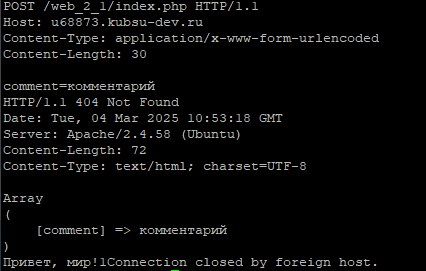 POST /web_2_1/index.php HTTP/1.1
Host: u68873.kubsu-dev.ru
Content-Type: application/x-www-form-urlencoded
Content-Length: 30

comment=комментарий
HTTP/1.1 404 Not Found
Date: Tue, 04 Mar 2025 10:53:18 GMT
Server: Apache/2.4.58 (Ubuntu)
Content-Length: 72
Content-Type: text/html; charset=UTF-8

Array
(
    [comment] => комментарий
)
Привет, мир!1Connection closed by foreign host.